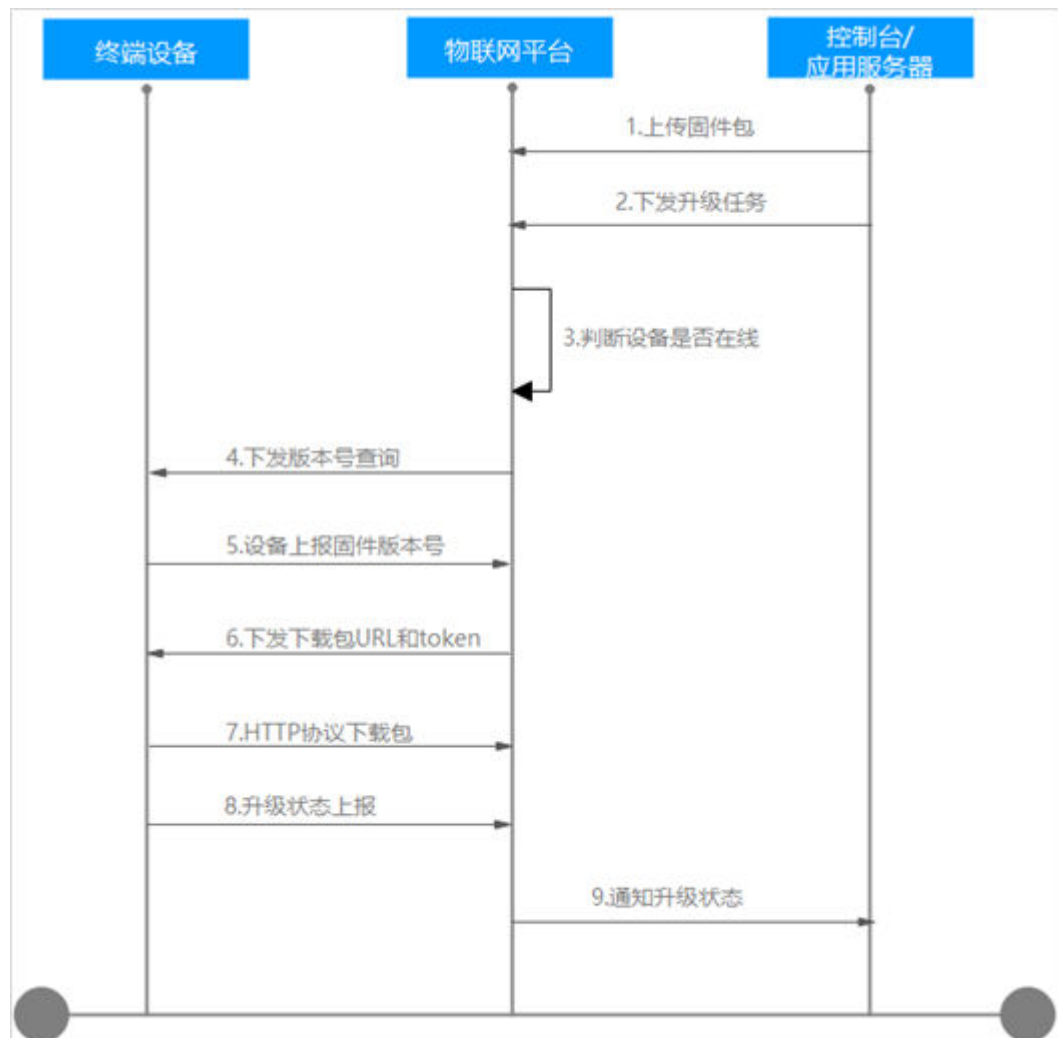 终端设备
物联网平台
控制台/
应用服务器
1.上传固件包
2.下发升级任务
3.判断设备是否在线
4.下发版本号查询
5.设备上报固件版本号
6.下发下载包URL和token
7.HTTP协议下载包
8.升级状态上报
9.通知升级状态